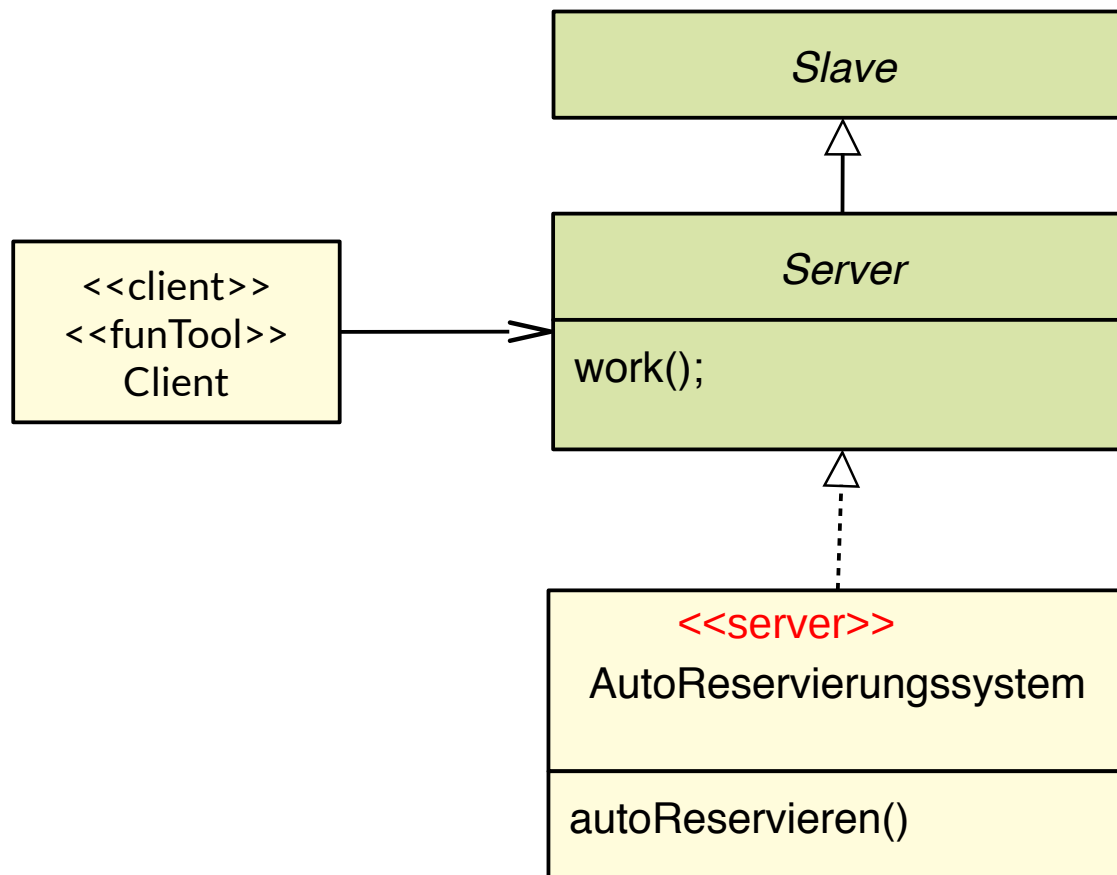 Slave
Server
work();
<<client>>
<<funTool>>
Client
<<server>>
AutoReservierungssystem
autoReservieren()